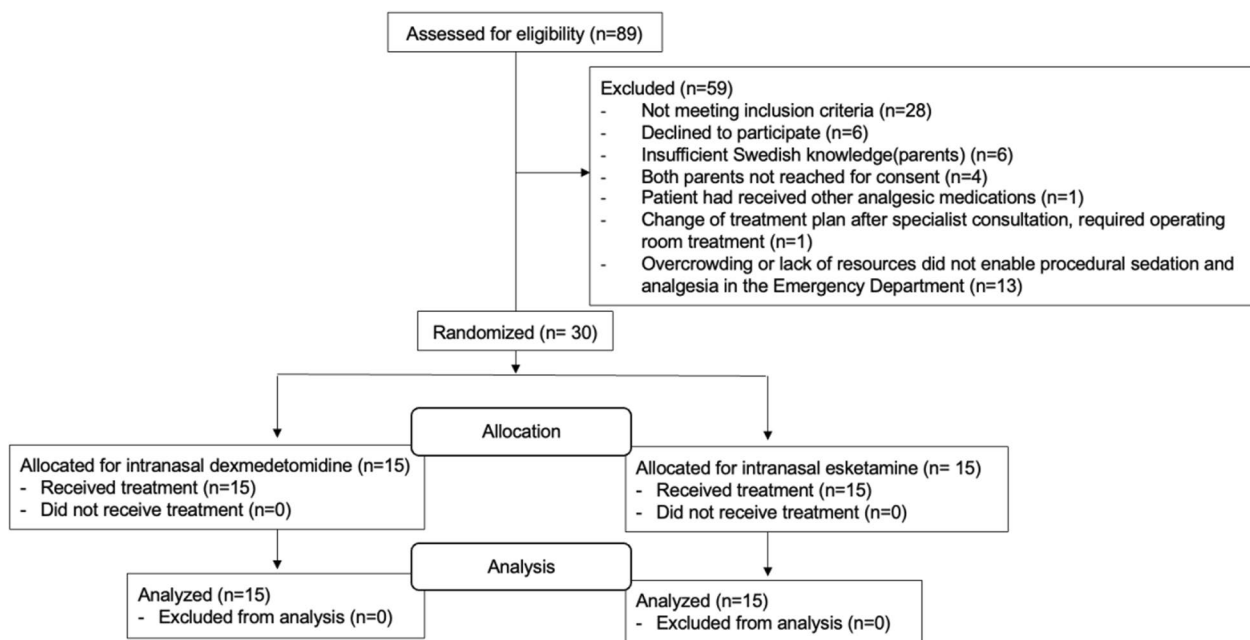 Assessed for eligibility (n=89)
Excluded (n=59)
- Not meeting inclusion criteria (n=28)
- Declined to participate (n=6)
- Insufficient Swedish knowledge(parents) (n=6)
- Both parents not reached for consent (n=4)
- Patient had received other analgesic medications (n=1)
- Change of treatment plan after specialist consultation, required operating
room treatment (n=1)
- Overcrowding or lack of resources did not enable procedural sedation and
analgesia in the Emergency Department (n=13)
Randomized (n= 30)
Allocation
Allocated for intranasal dexmedetomidine (n=15)
- Received treatment (n=15)
- Did not receive treatment (n=0)
Allocated for intranasal esketamine (n= 15)
- Received treatment (n=15)
- Did not receive treatment (n=0)
Analysis
Analyzed (n=15)
- Excluded from analysis (n=0)
Analyzed (n=15)
- Excluded from analysis (n=0)